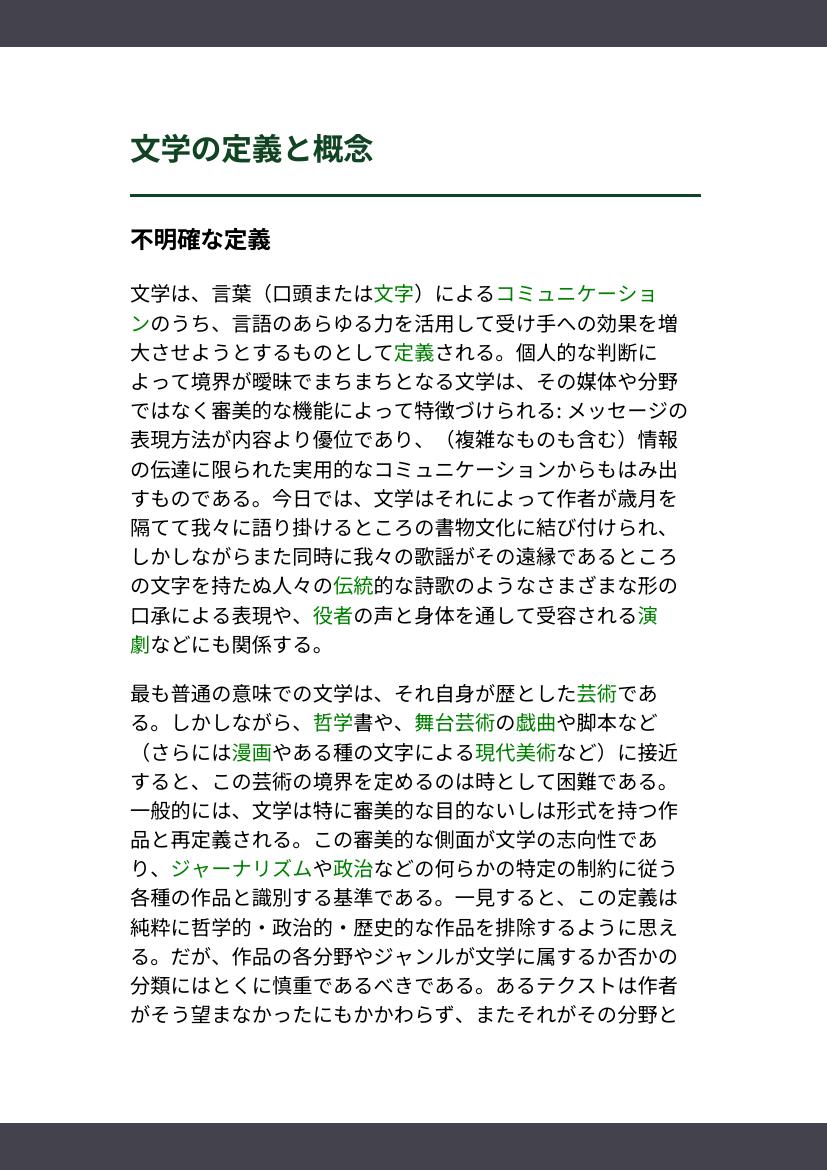 文学の定義と概念
不明確な定義
文学は、言葉（口頭または文字）によるコミュニケーショ
ンのうち、言語のあらゆる力を活用して受け手への効果を増
大させようとするものとして定義される。個人的な判断に
よって境界が曖昧でまちまちとなる文学は、その媒体や分野
ではなく審美的な機能によって特徴づけられる: メッセージの
表現方法が内容より優位であり、（複雑なものも含む）情報
の伝達に限られた実用的なコミュニケーションからもはみ出
すものである。今日では、文学はそれによって作者が歳月を
隔てて我々に語り掛けるところの書物文化に結び付けられ、
しかしながらまた同時に我々の歌謡がその遠縁であるところ
の文字を持たぬ人々の伝統的な詩歌のようなさまざまな形の
口承による表現や、役者の声と身体を通して受容される演
劇などにも関係する。
最も普通の意味での文学は、それ自身が歴とした芸術であ
る。しかしながら、哲学書や、舞台芸術の戯曲や脚本など
（さらには漫画やある種の文字による現代美術など）に接近
すると、この芸術の境界を定めるのは時として困難である。
一般的には、文学は特に審美的な目的ないしは形式を持つ作
品と再定義される。この審美的な側面が文学の志向性であ
り、ジャーナリズムや政治などの何らかの特定の制約に従う
各種の作品と識別する基準である。一見すると、この定義は
純粋に哲学的・政治的・歴史的な作品を排除するように思え
る。だが、作品の各分野やジャンルが文学に属するか否かの
分類にはとくに慎重であるべきである。あるテクストは作者
がそう望まなかったにもかかわらず、またそれがその分野と